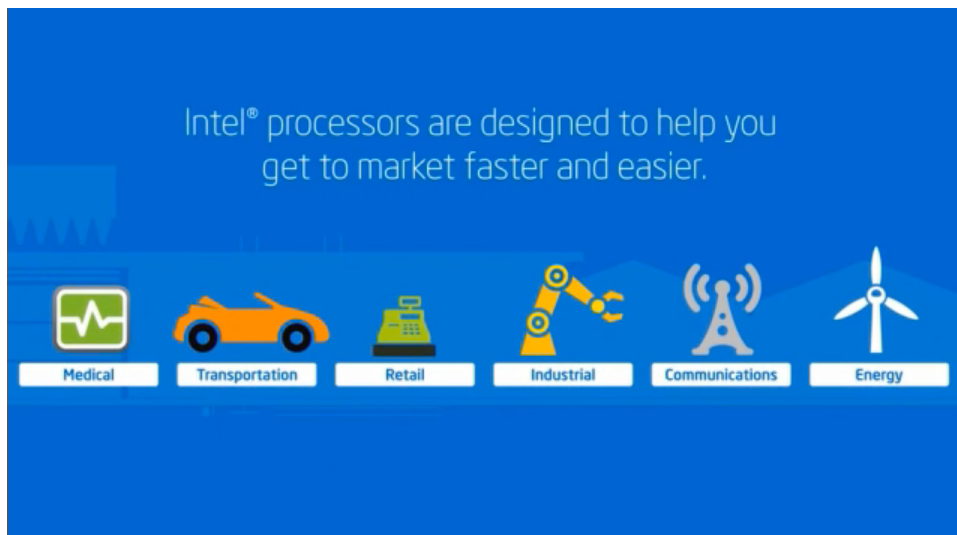 Intel® processors are designed to help you
get to market faster and easier.
Medical
Transportation
Retail
Industrial
Communications
Energy